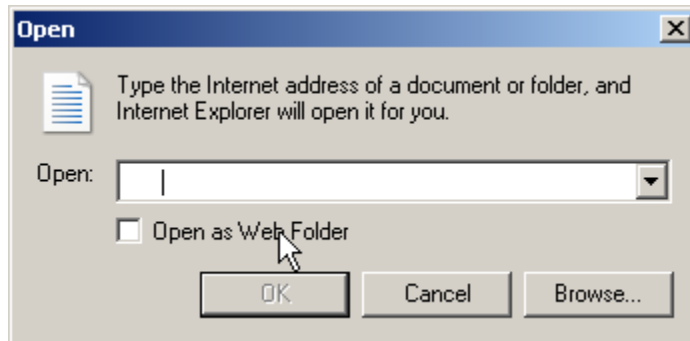 Open
Type the Internet address of a document or folder, and
Internet Explorer will open it for you.
Open:
Open as Web Folder
OK Cancel Browse...